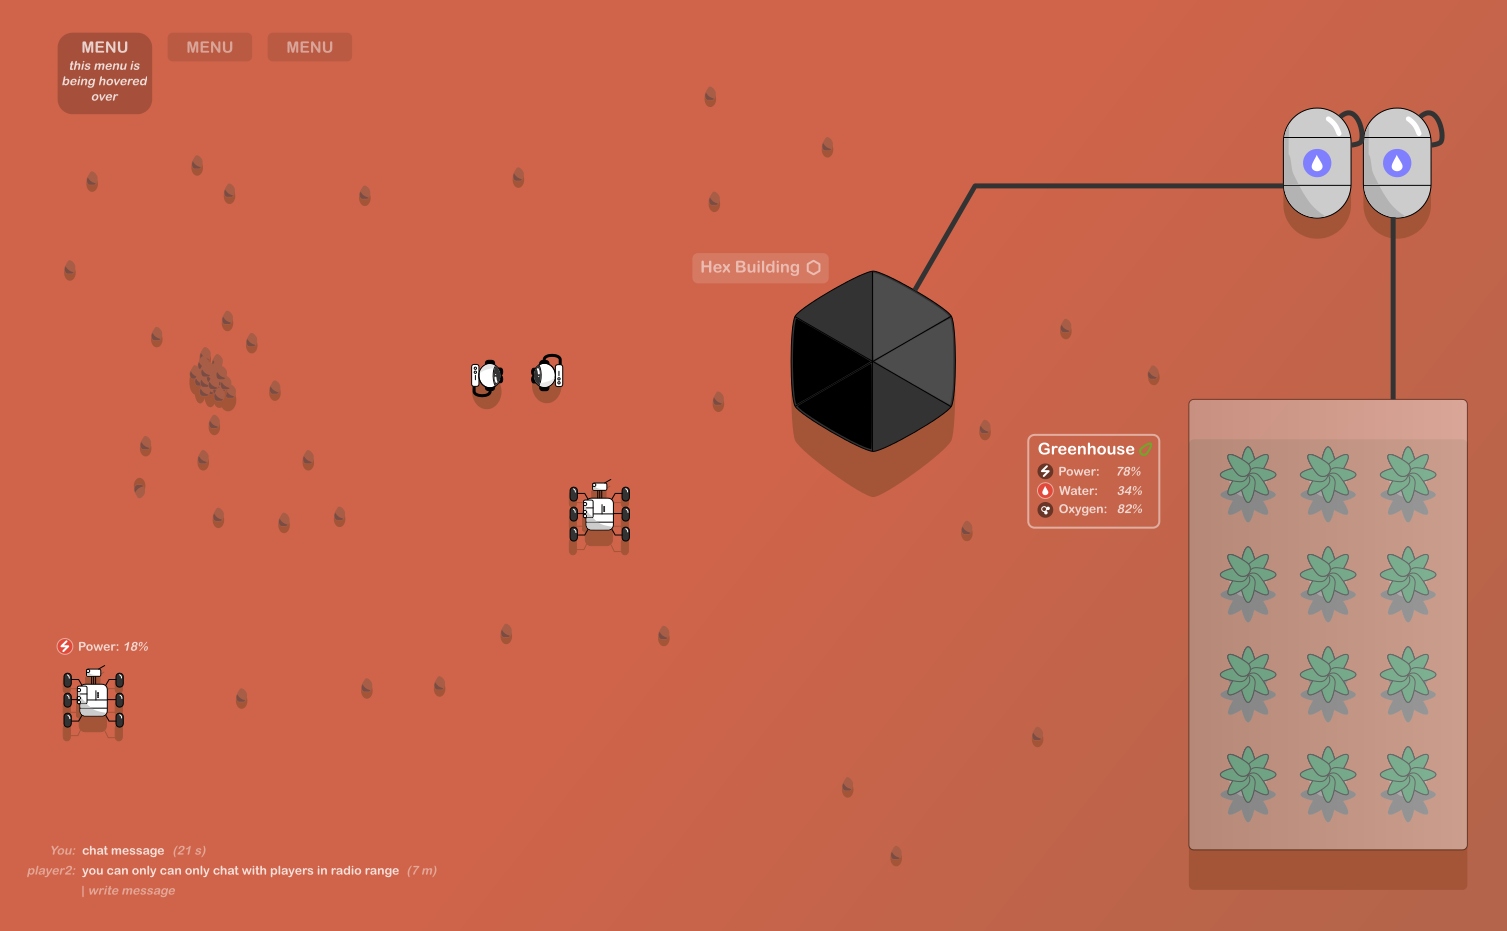 MENU
this menu is
being hovered
over
MENU
MENU
Hex Building
Greenhouse
Power: 78%
Water: 34%
Oxygen: 82%
Power: 18%
You: chat message (21 s)
player2: you can only can only chat with players in radio range (7 m)
| write message